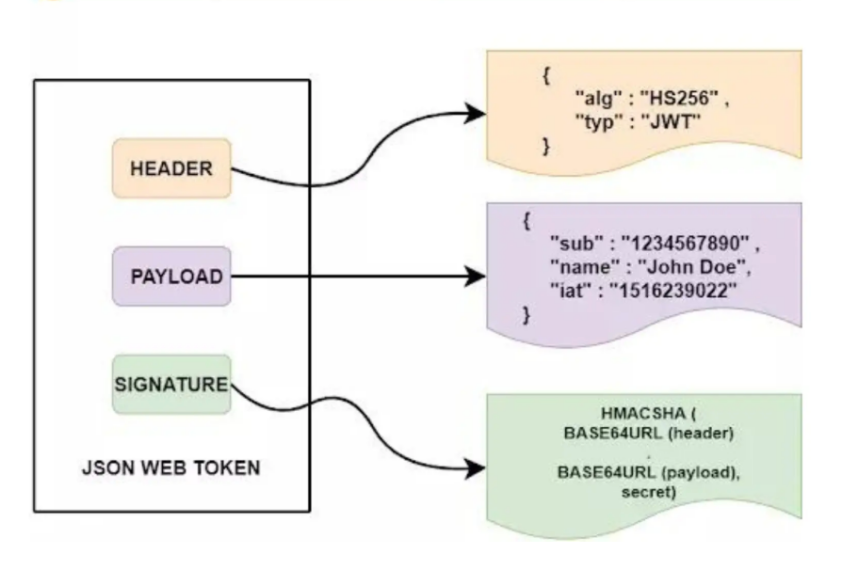 HEADER
PAYLOAD
SIGNATURE
JSON WEB TOKEN
{
"alg" : "HS256" ,
"typ" : "JWT"
}
{
"sub" : "1234567890" ,
"name" : "John Doe",
"iat" : "1516239022"
}
HMACSHA (
BASE64URL (header)
.
BASE64URL (payload),
secret)